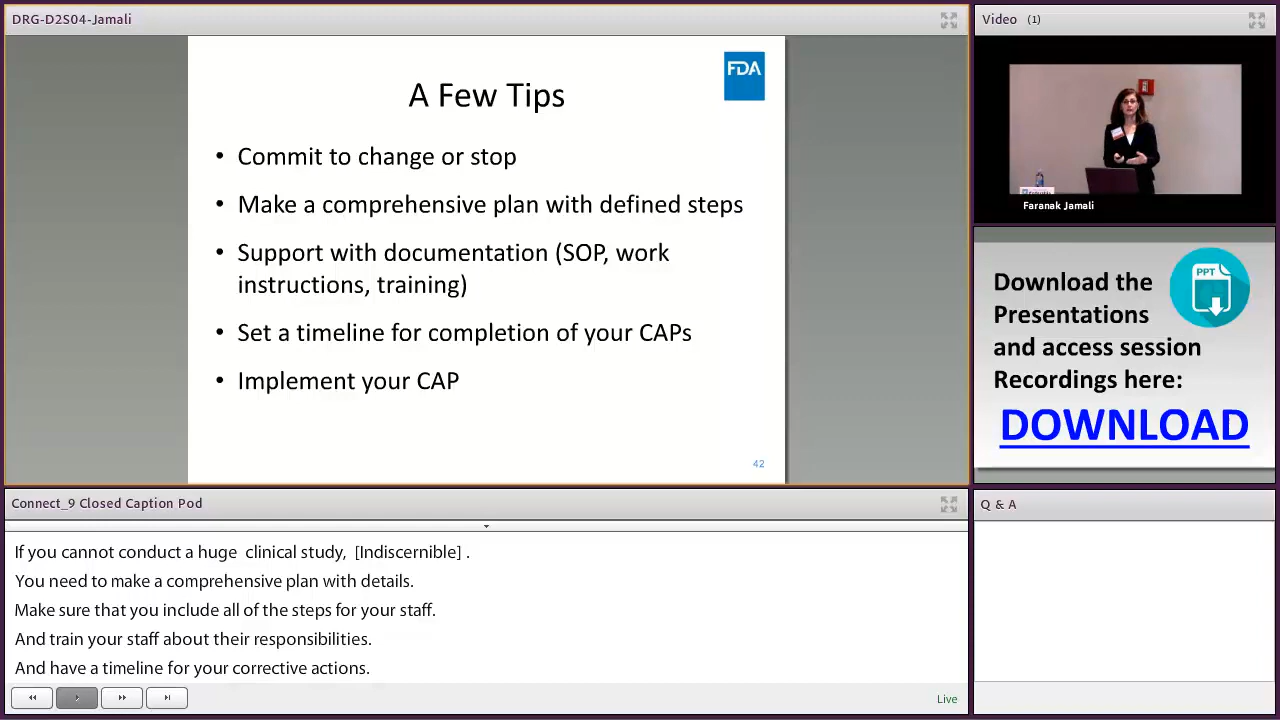 DRG-D2S04-Jamali
FDA
A Few Tips
• Commit to change or stop
• Make a comprehensive plan with defined steps
• Support with documentation (SOP, work
instructions, training)
• Set a timeline for completion of your CAPs
• Implement your CAP
42
Video (1)
Faranak Jamali
PPT
Download the
Presentations
and access session
Recordings here:
DOWNLOAD
Connect_9 Closed Caption Pod
If you cannot conduct a huge clinical study, [Indiscernible] .
You need to make a comprehensive plan with details.
Make sure that you include all of the steps for your staff.
And train your staff about their responsibilities.
And have a timeline for your corrective actions.
Live
Q & A